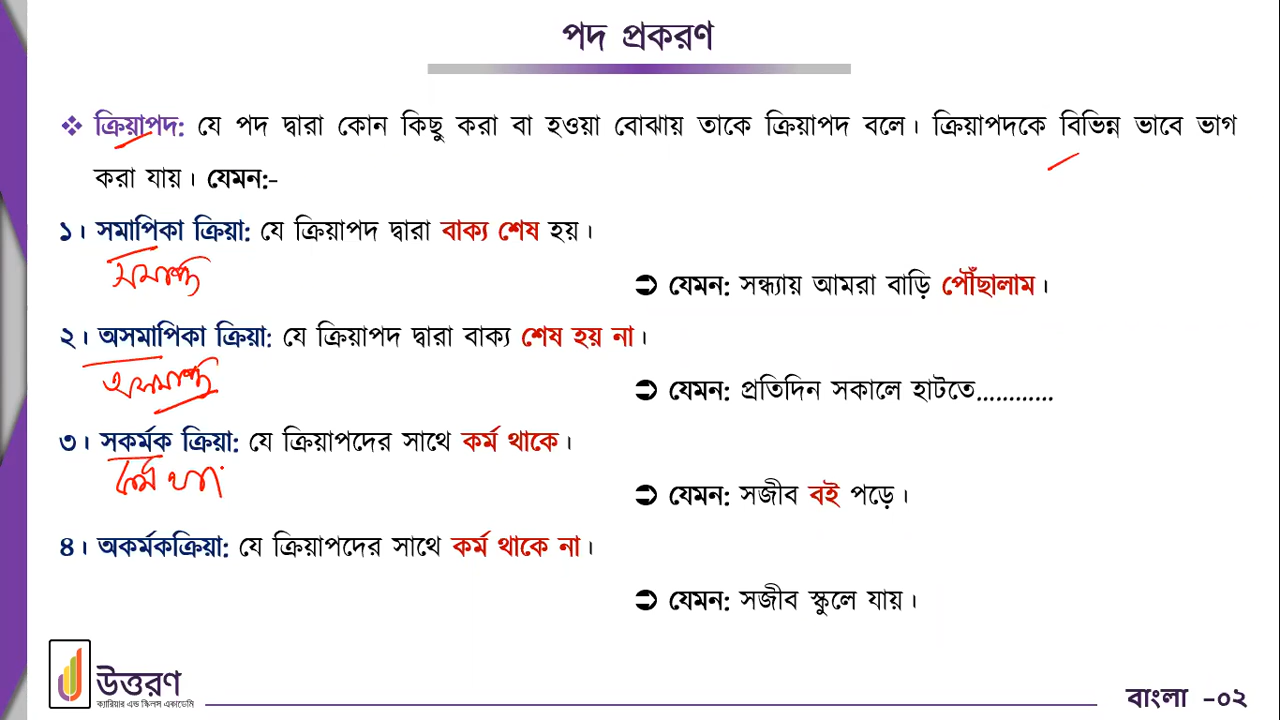 পদ প্রকরণ
❖ ক্রিয়াপদ: যে পদ দ্বারা কোন কিছু করা বা হওয়া বোঝায় তাকে ক্রিয়াপদ বলে। ক্রিয়াপদকে বিভিন্ন ভাবে ভাগ
করা যায়। যেমন:-
১। সমাপিকা ক্রিয়া: যে ক্রিয়াপদ দ্বারা বাক্য শেষ হয়।
সমাপ্ত
➲ যেমন: সন্ধ্যায় আমরা বাড়ি পৌঁছালাম।
২। অসমাপিকা ক্রিয়া: যে ক্রিয়াপদ দ্বারা বাক্য শেষ হয় না।
অসমাপ্ত
➲ যেমন: প্রতিদিন সকালে হাটতে............
৩। সকর্মক ক্রিয়া: যে ক্রিয়াপদের সাথে কর্ম থাকে।
কর্ম
➲ যেমন: সজীব বই পড়ে।
৪। অকর্মকক্রিয়া: যে ক্রিয়াপদের সাথে কর্ম থাকে না।
➲ যেমন: সজীব স্কুলে যায়।
উত্তরণ
ক্যারিয়ার এন্ড স্কিলস একাডেমি
বাংলা -০২